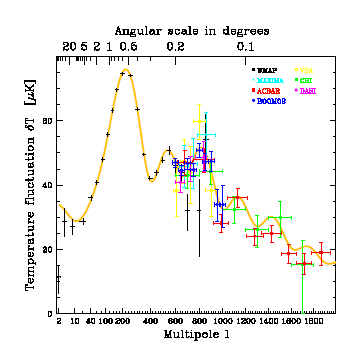 Angular scale in degrees
20 5 2 1 0.6 0.2 0.1
WMAP VSA
MAXIMA CBI
ACBAR DASI
BOOMOB
Temperature fluctuation δT [μK]
80
60
40
20
0
2 10 40 100 200 400 600 800 1000 1200 1400 1600 1800
Multipole l